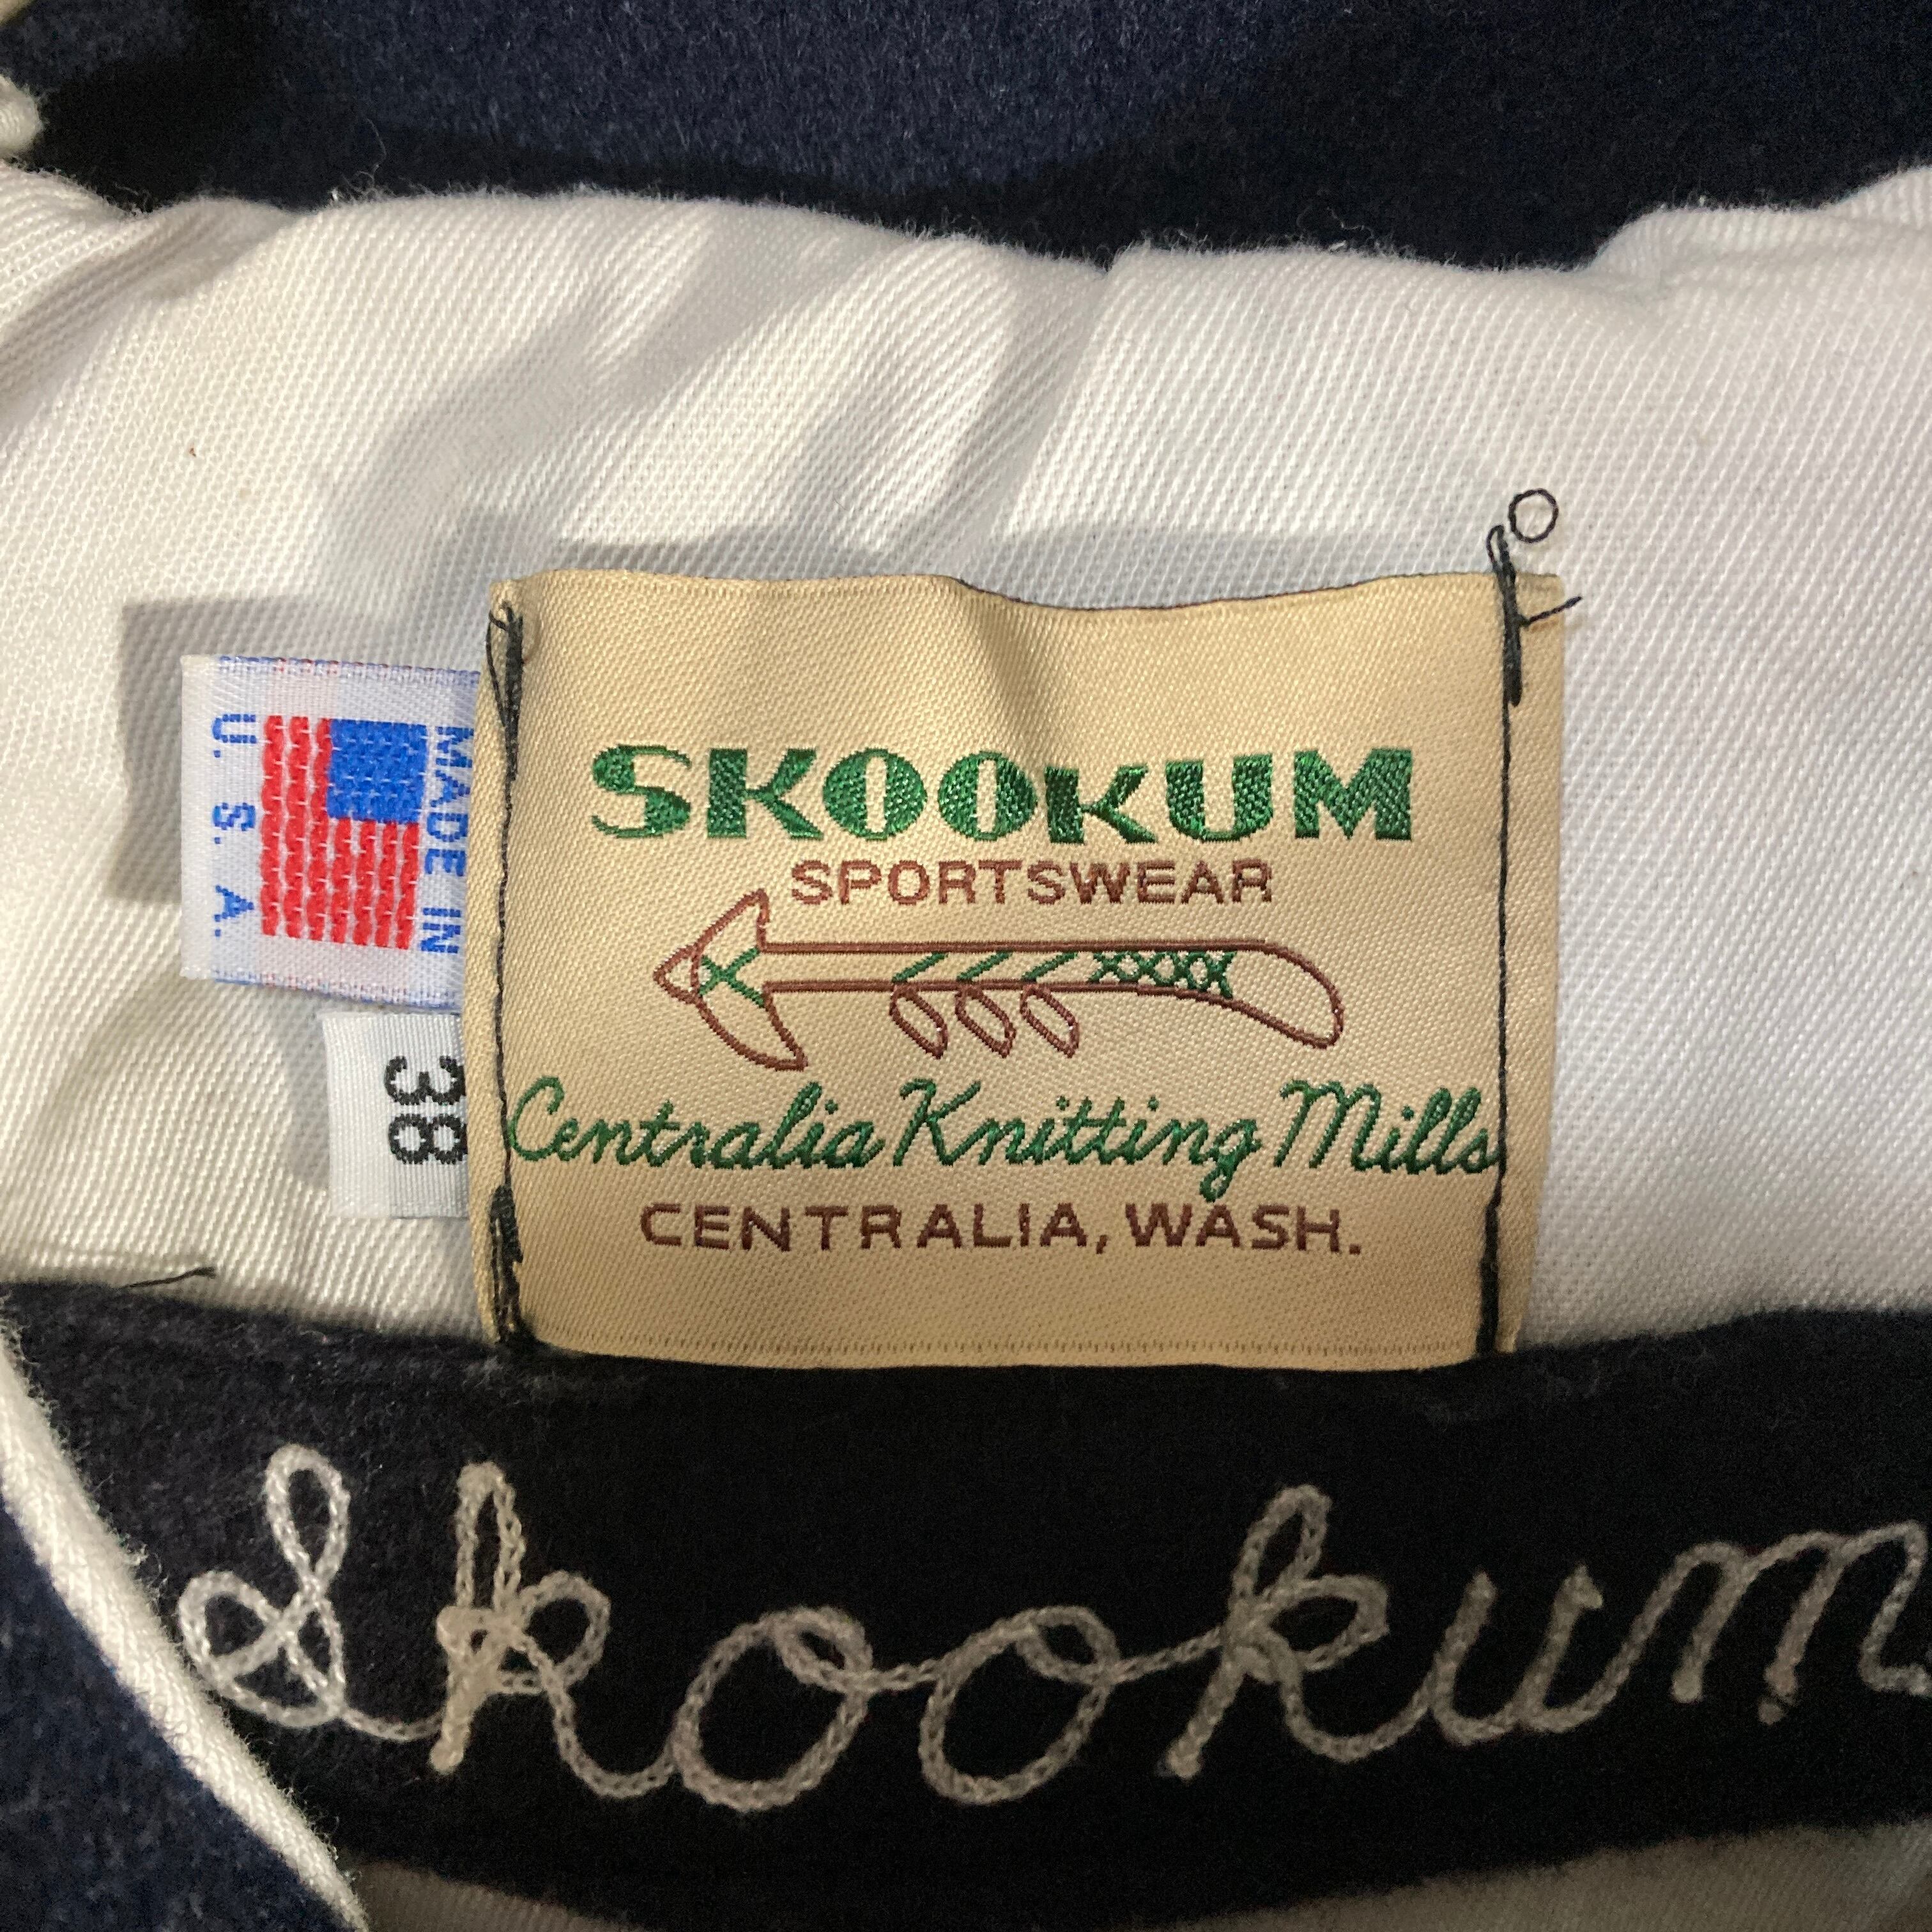 SKOOKUM
SPORTSWEAR
Centralia Knitting Mills
CENTRALIA, WASH.
MADE IN
U. S. A.
38
Skookum